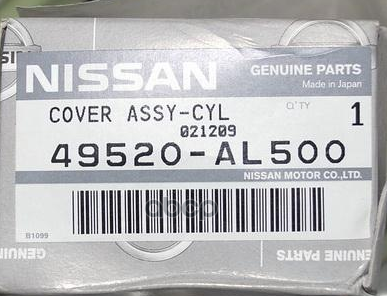 NISSAN
GENUINE PARTS
Made in Japan
COVER ASSY-CYL
Q'TY
1
021209
49520-AL500
NISSAN MOTOR CO.,LTD.
B1099
GENUINE
GENUINE PARTS